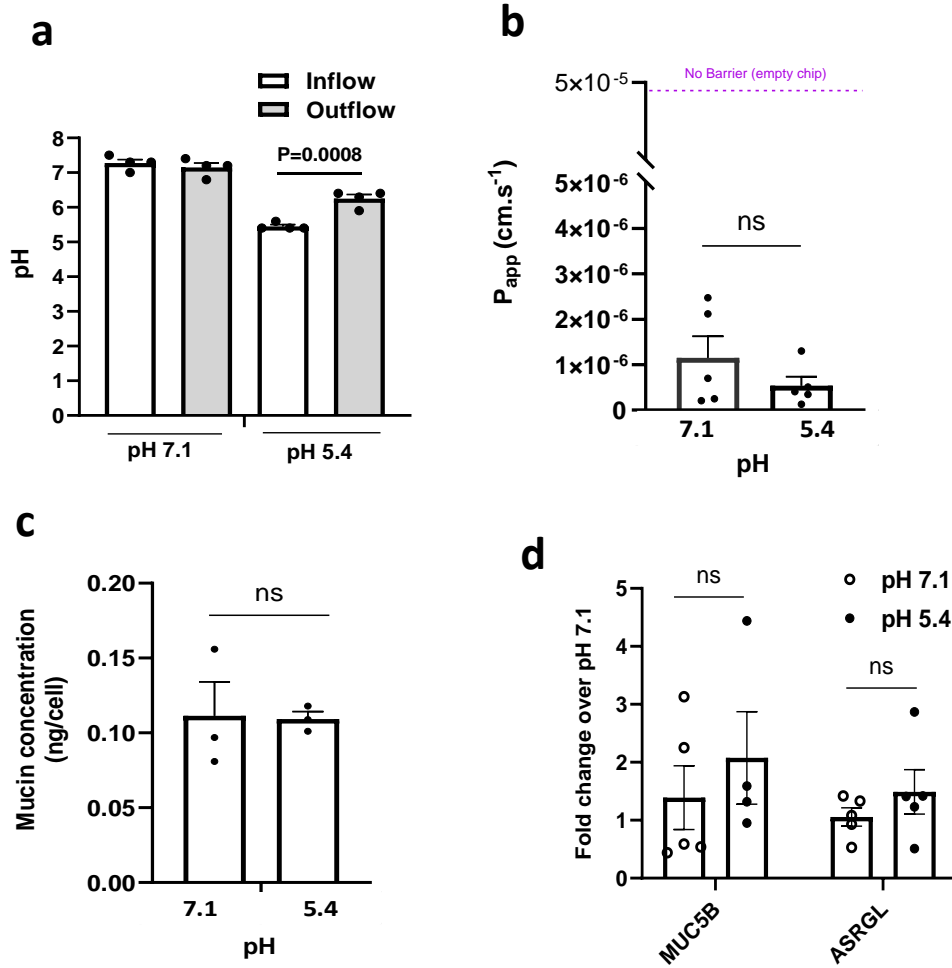 a
Inflow
Outflow
P=0.0008
pH
8
7
6
5
4
3
2
1
0
pH 7.1
pH 5.4
b
No Barrier (empty chip)
5×10⁻⁵
5×10⁻⁶
4×10⁻⁶
3×10⁻⁶
2×10⁻⁶
1×10⁻⁶
0
Papp (cm.s⁻¹)
ns
7.1
5.4
pH
c
Mucin concentration
(ng/cell)
0.20
0.15
0.10
0.05
0.00
ns
7.1
5.4
pH
d
pH 7.1
pH 5.4
Fold change over pH 7.1
5
4
3
2
1
0
ns
ns
MUC5B
ASRGL